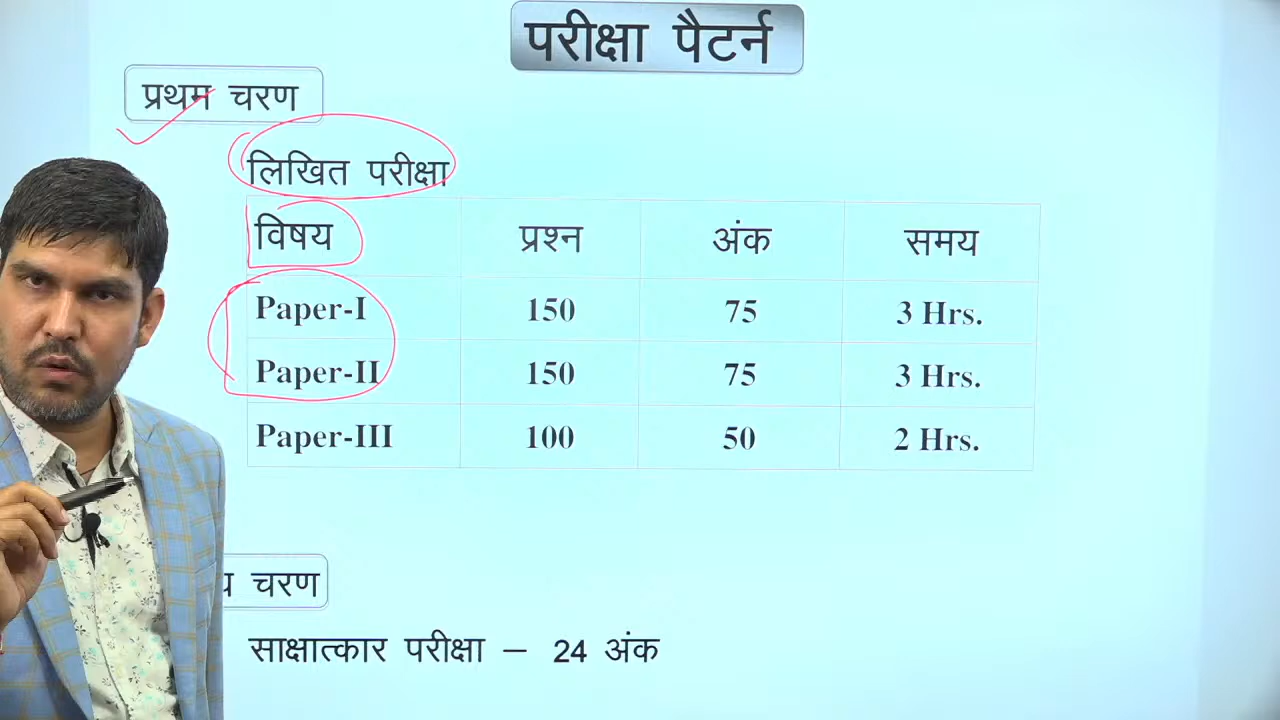 परीक्षा पैटर्न
प्रथम चरण
लिखित परीक्षा
विषय प्रश्न अंक समय
Paper-I 150 75 3 Hrs.
Paper-II 150 75 3 Hrs.
Paper-III 100 50 2 Hrs.
चरण
साक्षात्कार परीक्षा – 24 अंक